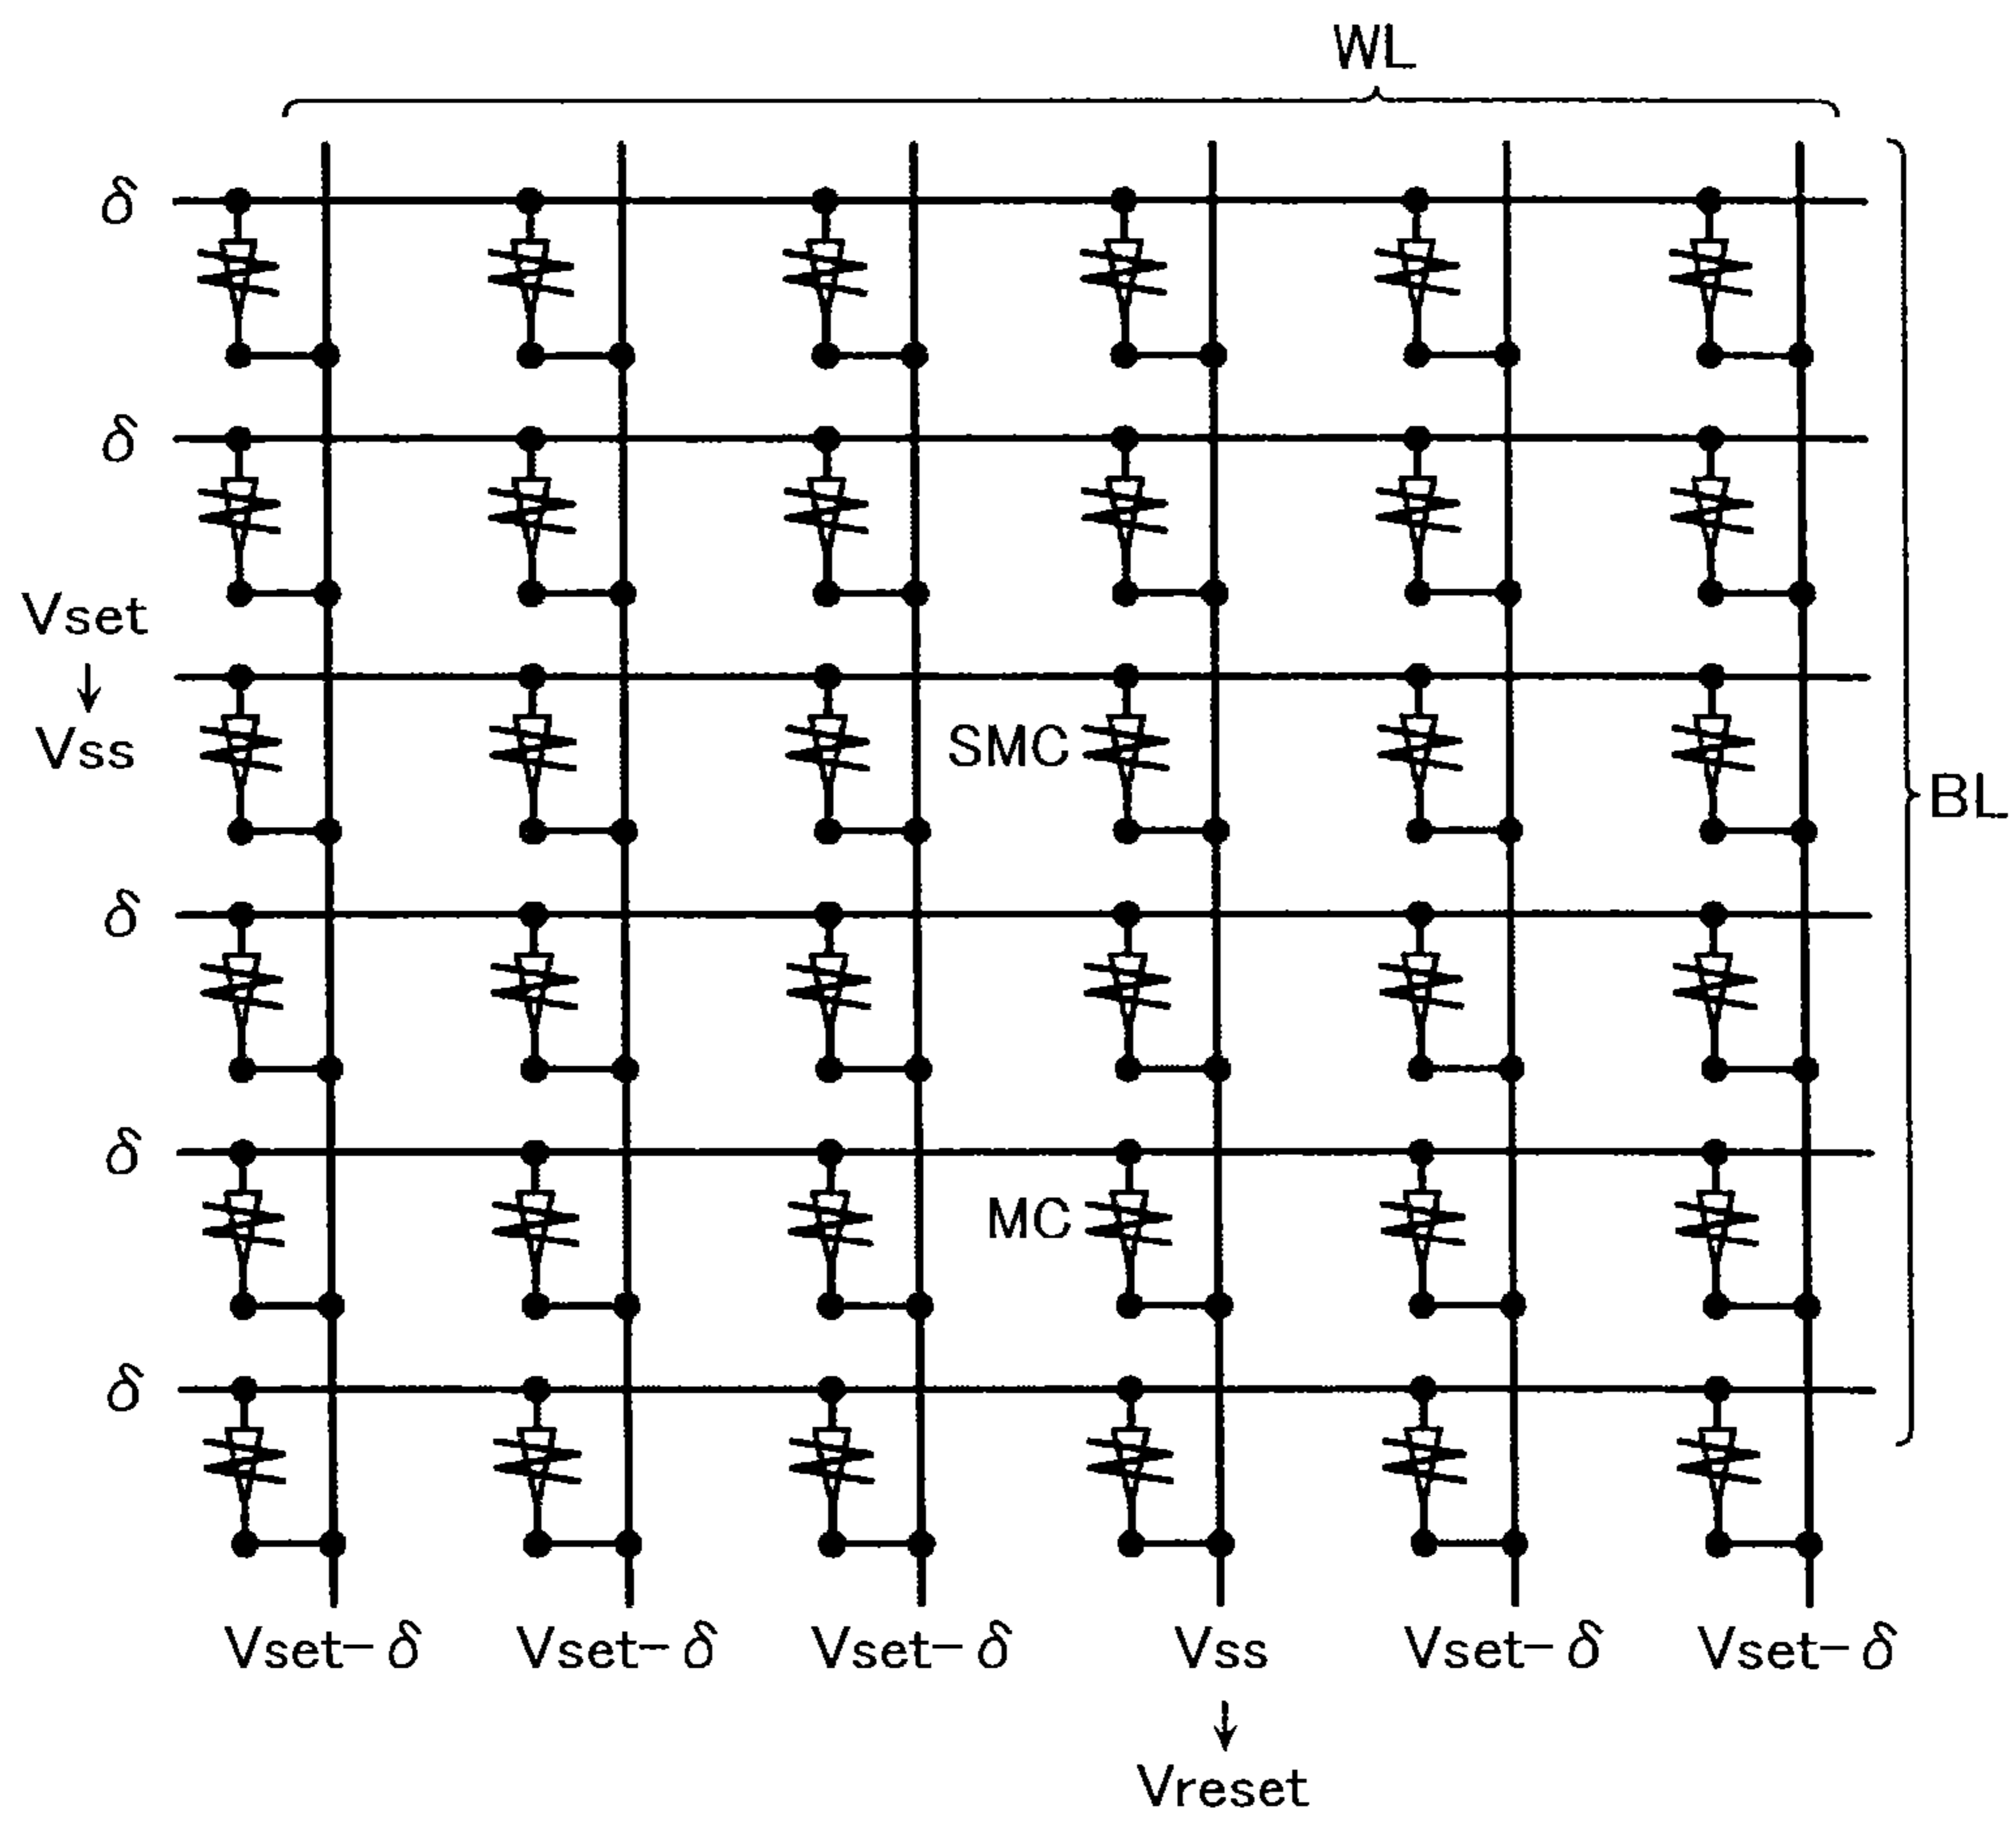 WL
δ
δ
Vset
↓
Vss
SMC
BL
δ
δ
MC
δ
Vset-δ Vset-δ Vset-δ Vss Vset-δ Vset-δ
↓
Vreset